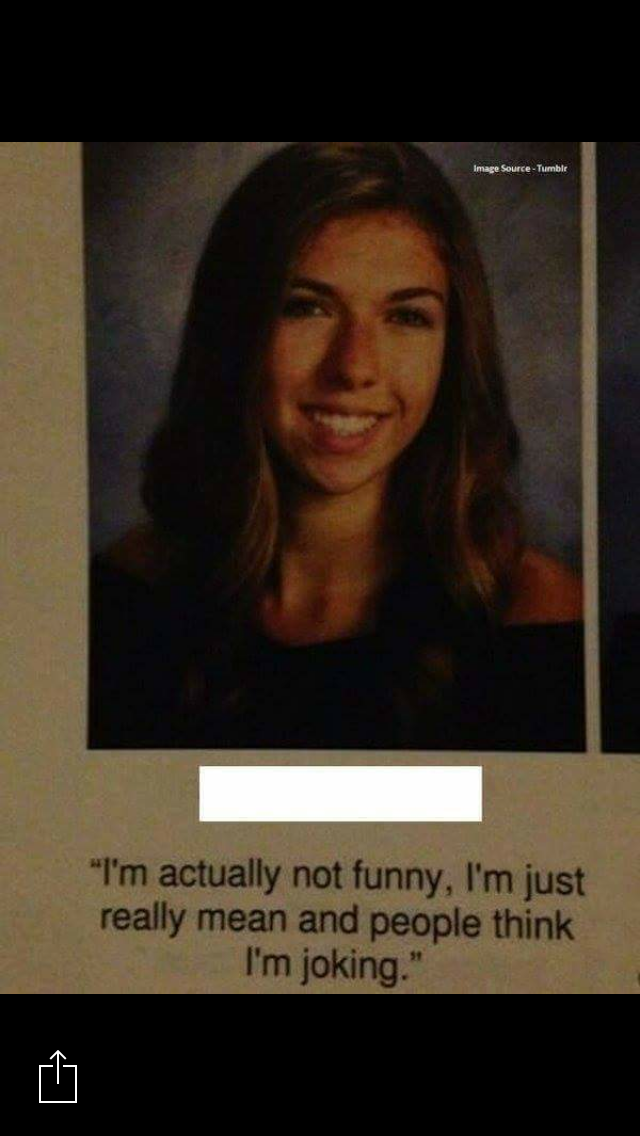 Image Source - Tumblr
“I'm actually not funny, I'm just
really mean and people think
I'm joking.”